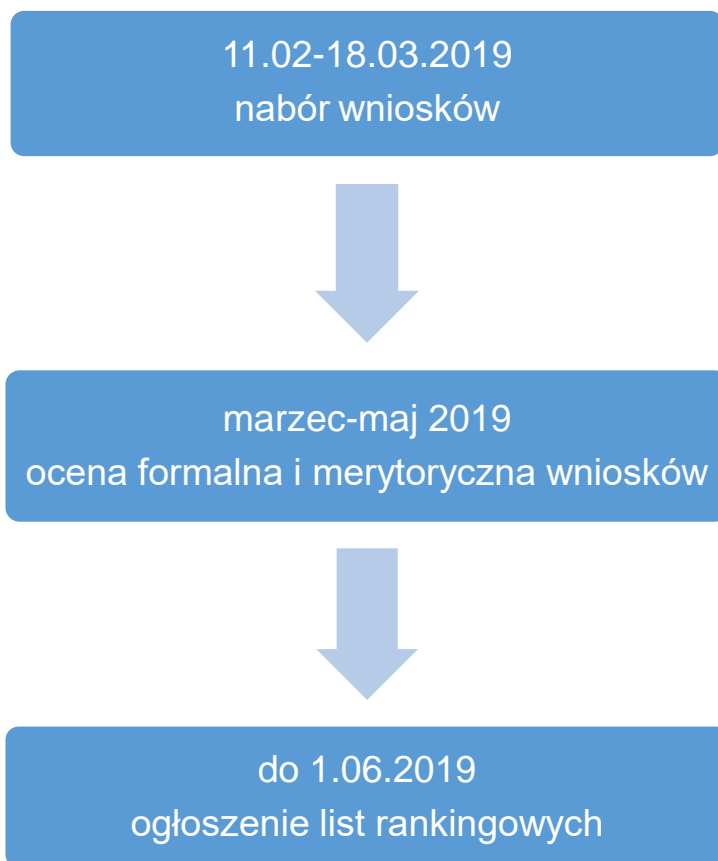 11.02-18.03.2019
nabór wniosków
marzec-maj 2019
ocena formalna i merytoryczna wniosków
do 1.06.2019
ogłoszenie list rankingowych